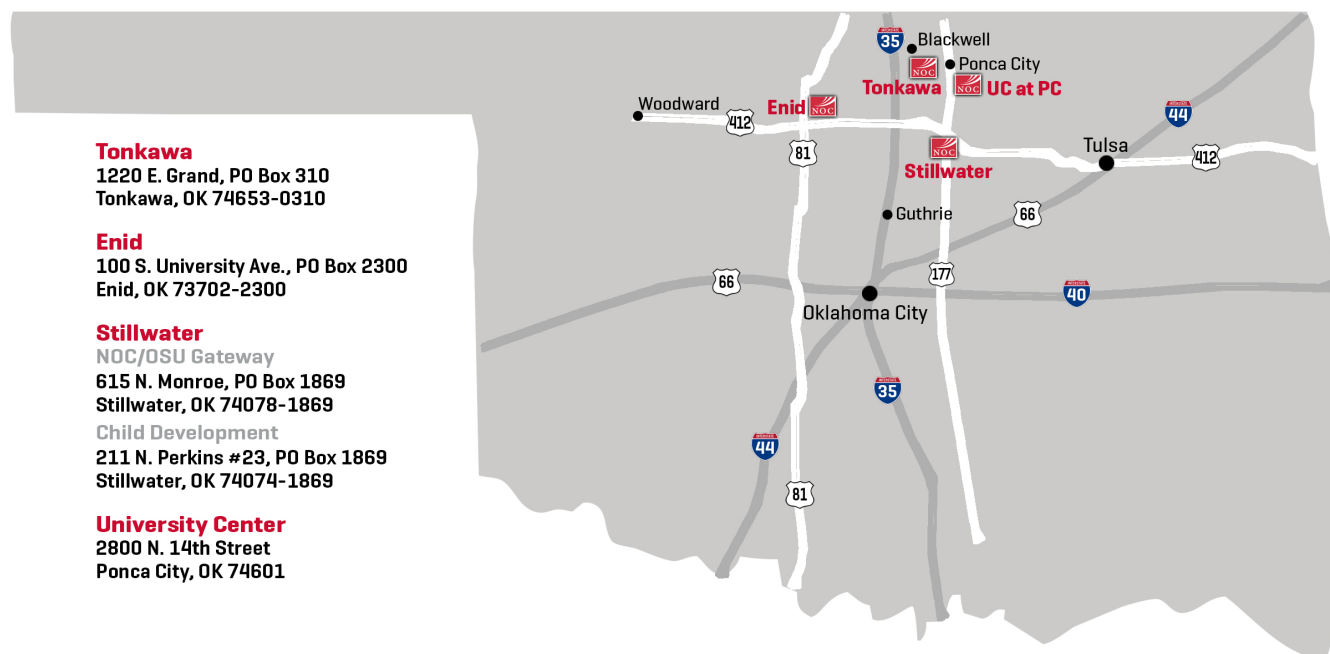 Tonkawa
1220 E. Grand, PO Box 310
Tonkawa, OK 74653-0310
Enid
100 S. University Ave., PO Box 2300
Enid, OK 73702-2300
Stillwater
NOC/OSU Gateway
615 N. Monroe, PO Box 1869
Stillwater, OK 74078-1869
Child Development
211 N. Perkins #23, PO Box 1869
Stillwater, OK 74074-1869
University Center
2800 N. 14th Street
Ponca City, OK 74601
35
Blackwell
Ponca City
NOC
Tonkawa
NOC
UC at PC
Woodward
Enid
NOC
412
44
81
NOC
Stillwater
Tulsa
412
Guthrie
66
66
177
40
Oklahoma City
35
44
81